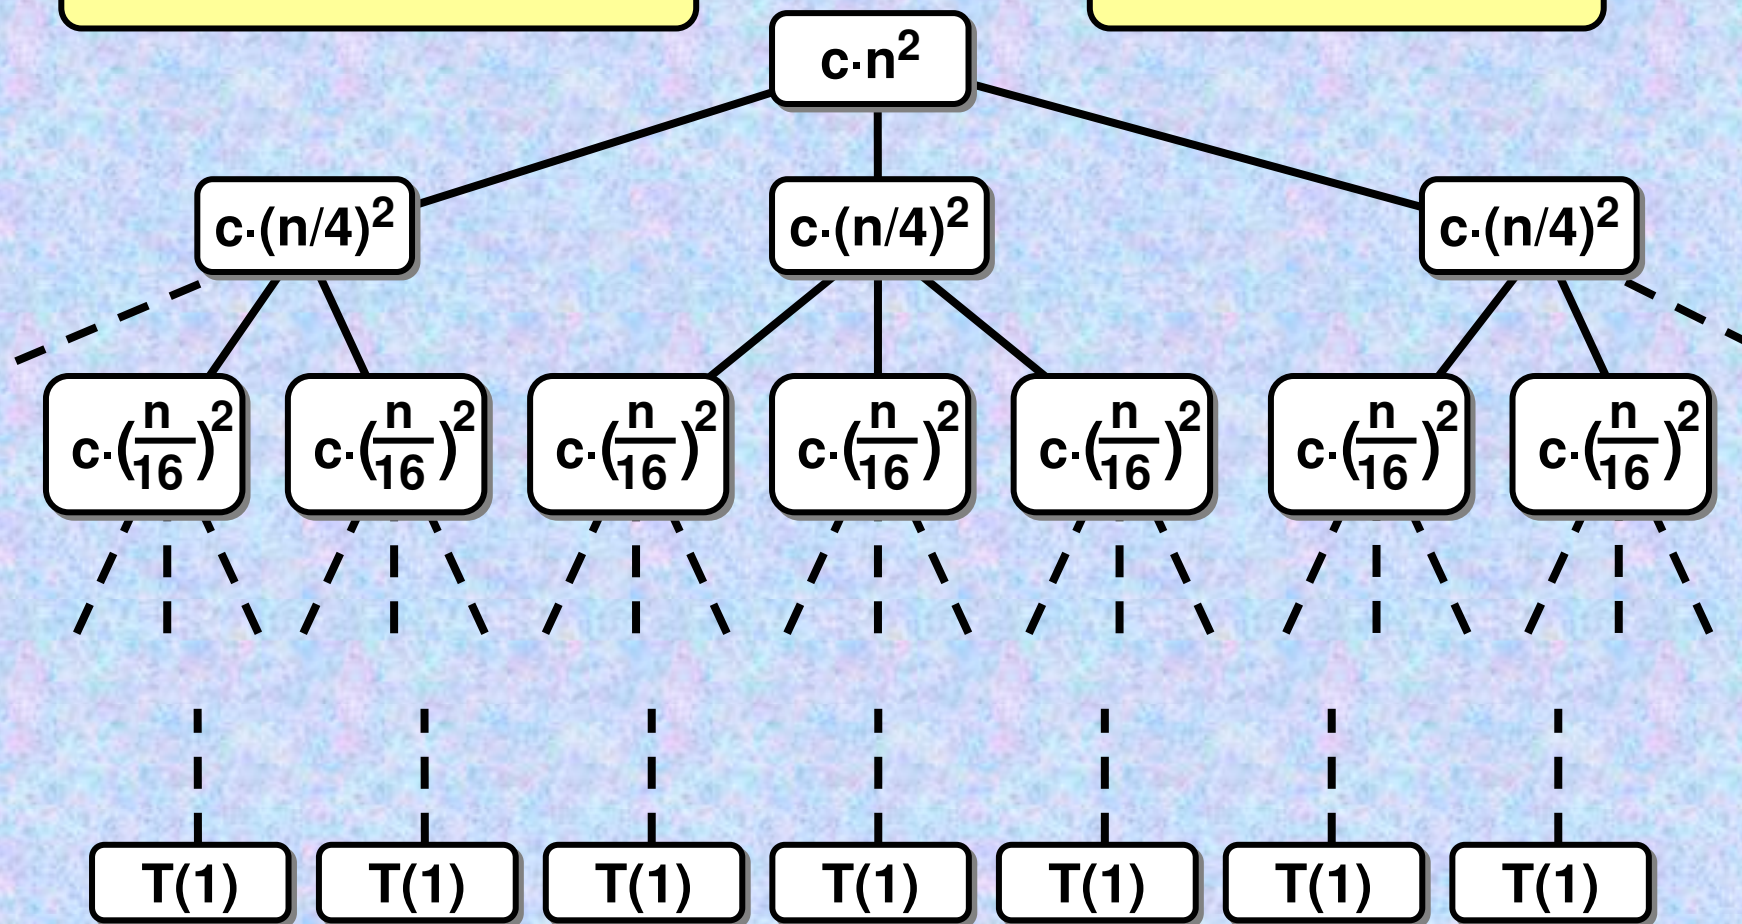 c·n²
c·(n/4)² c·(n/4)² c·(n/4)²
c·(n/16)² c·(n/16)² c·(n/16)² c·(n/16)² c·(n/16)² c·(n/16)² c·(n/16)²
T(1) T(1) T(1) T(1) T(1) T(1) T(1)